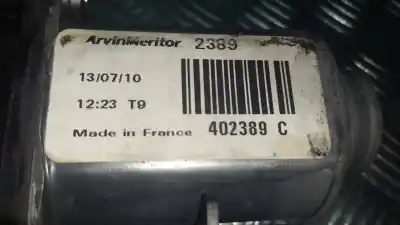 ArvinMeritor 2389
13/07/10
12:23 T9
Made in France 402389 C